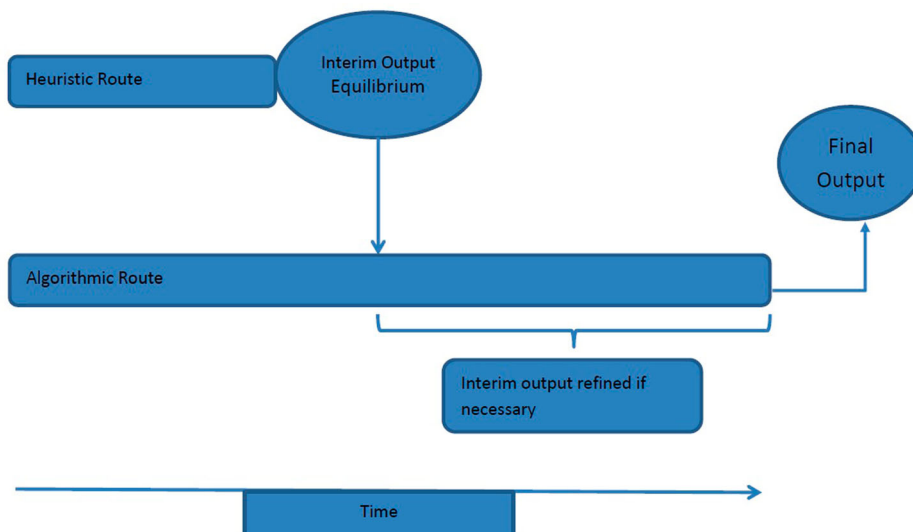 Heuristic Route
Interim Output
Equilibrium
Final
Output
Algorithmic Route
Interim output refined if
necessary
Time